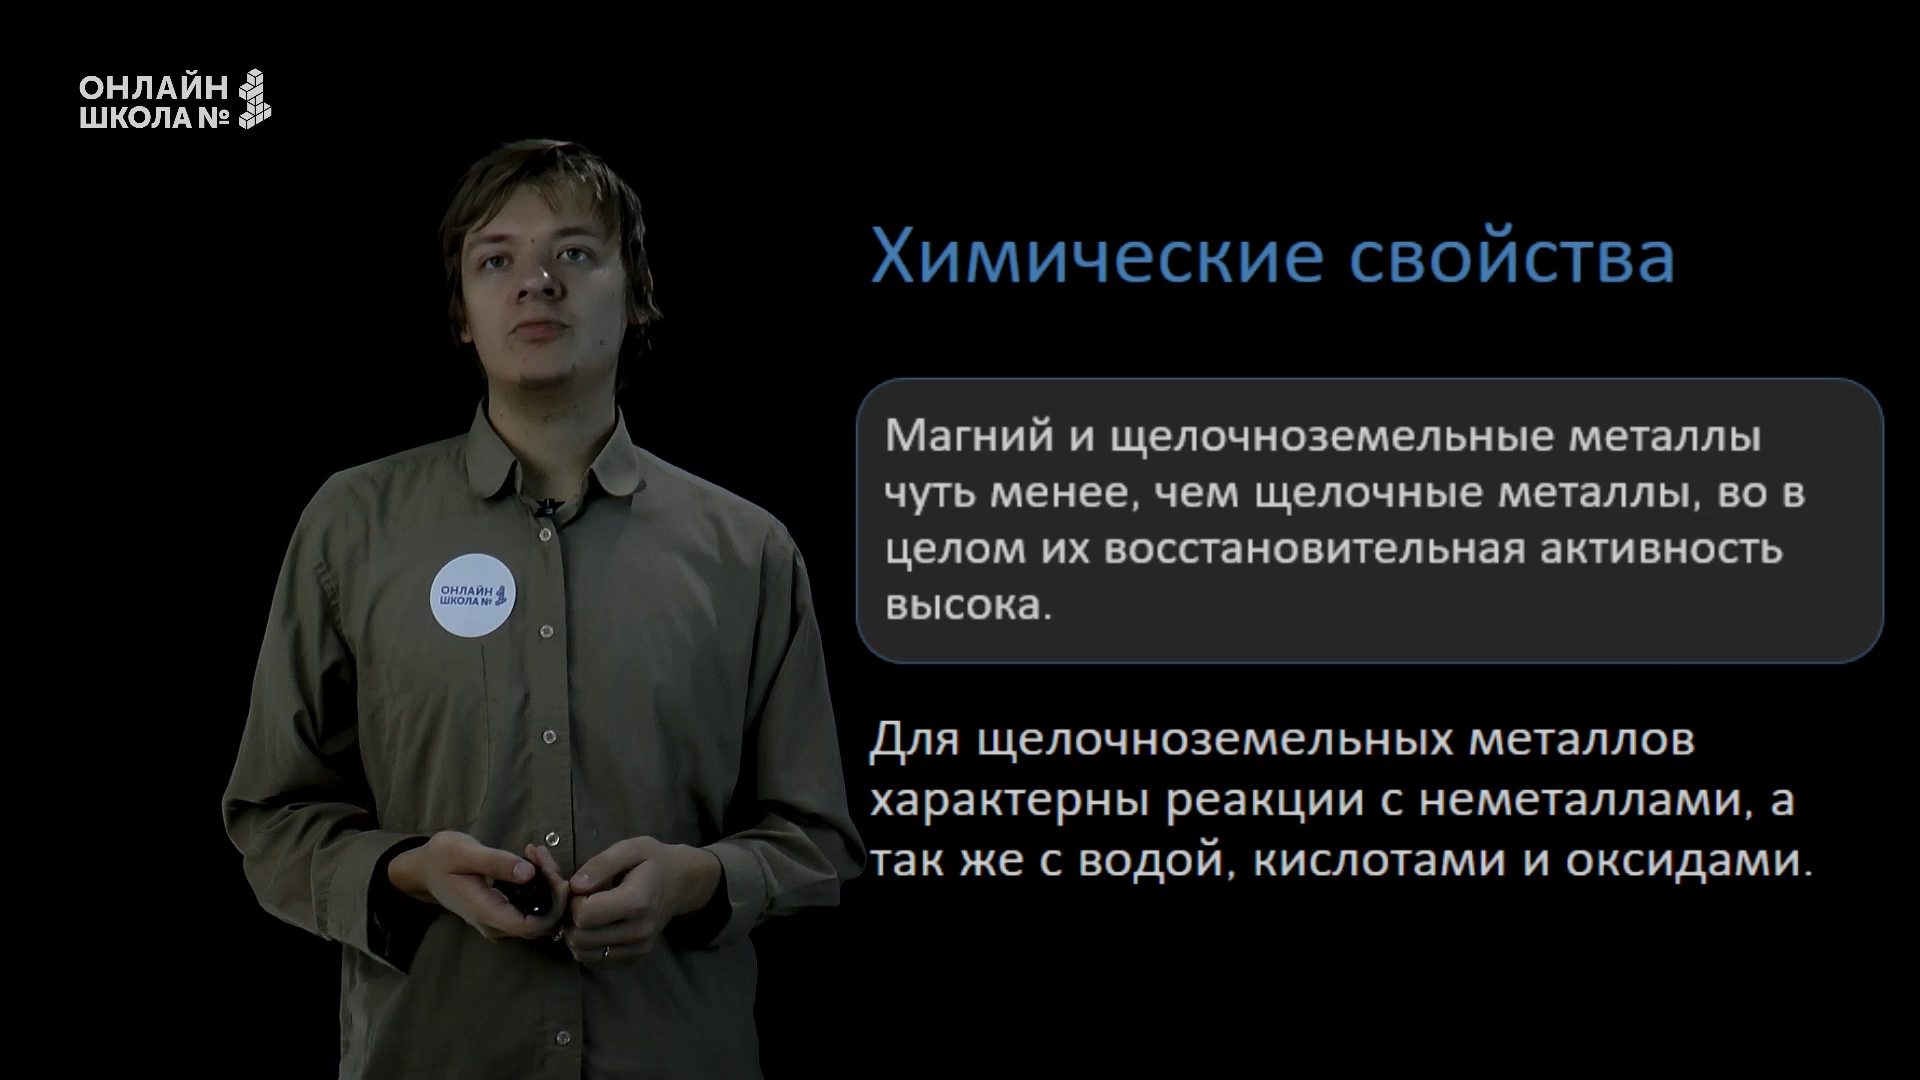 ОНЛАЙН
ШКОЛА №
Химические свойства
Магний и щелочноземельные металлы
чуть менее, чем щелочные металлы, во в
целом их восстановительная активность
высока.
Для щелочноземельных металлов
характерны реакции с неметаллами, а
так же с водой, кислотами и оксидами.
ОНЛАЙН
ШКОЛА №